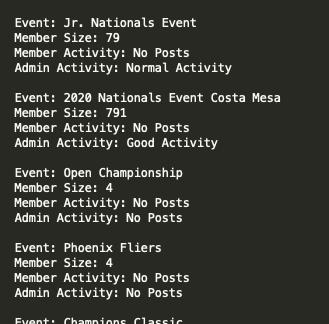 Event: Jr. Nationals Event
Member Size: 79
Member Activity: No Posts
Admin Activity: Normal Activity
Event: 2020 Nationals Event Costa Mesa
Member Size: 791
Member Activity: No Posts
Admin Activity: Good Activity
Event: Open Championship
Member Size: 4
Member Activity: No Posts
Admin Activity: No Posts
Event: Phoenix Fliers
Member Size: 4
Member Activity: No Posts
Admin Activity: No Posts
Event: Champions Classic